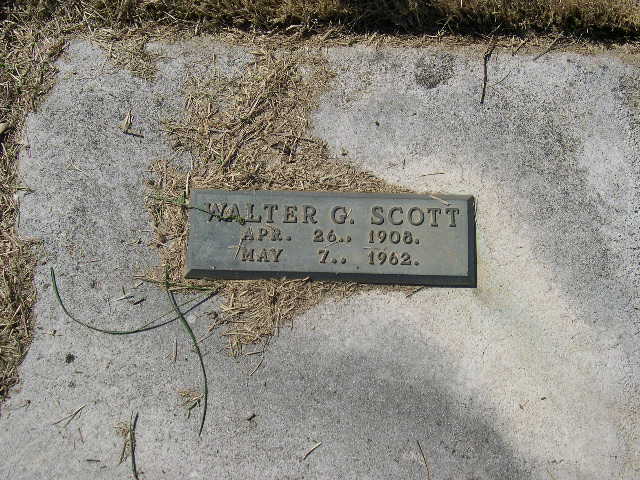 WALTER G. SCOTT
APR. 26., 1908.
MAY 7., 1962.